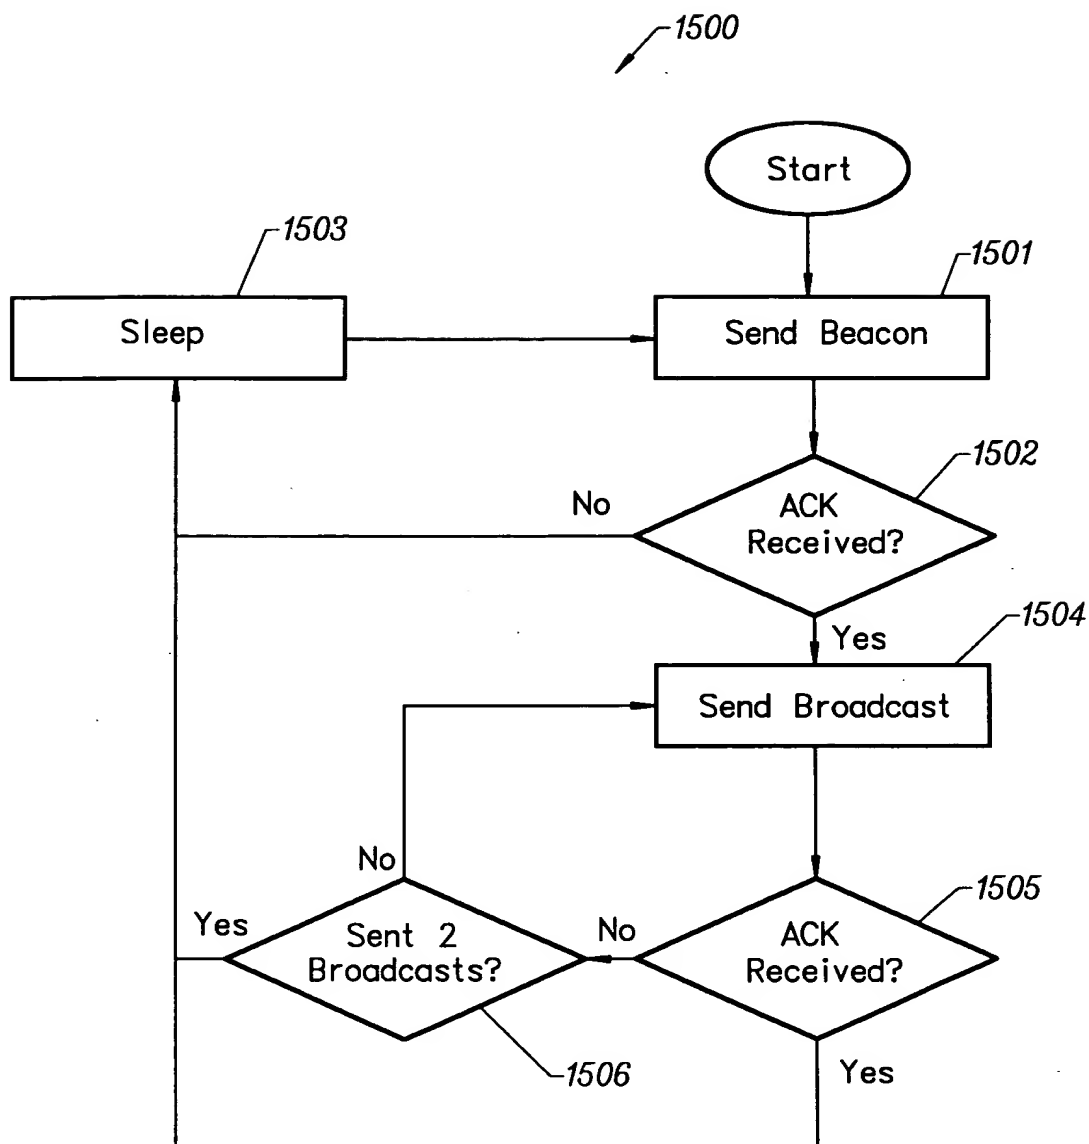 1500
Start
1503
1501
Sleep
Send Beacon
1502
No
ACK
Received?
1504
Yes
Send Broadcast
No
1505
Yes
Sent 2
Broadcasts?
No
ACK
Received?
1506
Yes